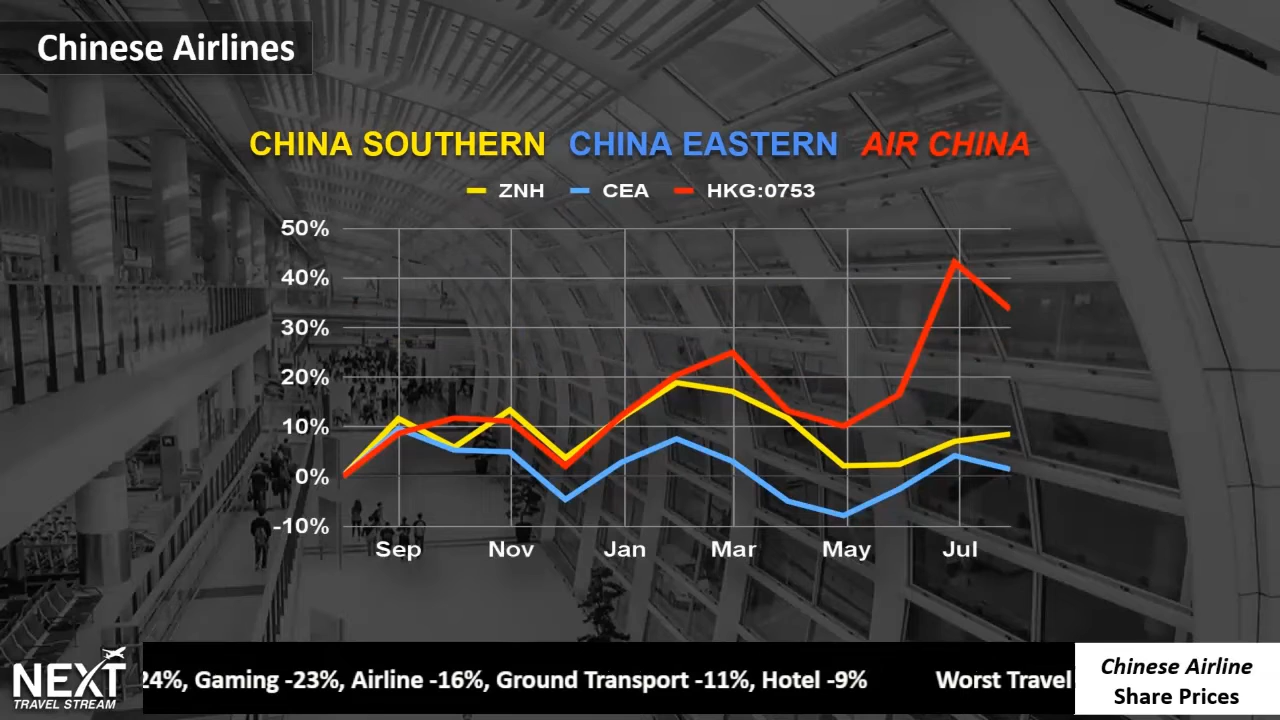 Chinese Airlines
CHINA SOUTHERN CHINA EASTERN AIR CHINA
ZNH CEA HKG:0753
50%
40%
30%
20%
10%
0%
-10%
Sep Nov Jan Mar May Jul
NEXT
TRAVEL STREAM
24%, Gaming -23%, Airline -16%, Ground Transport -11%, Hotel -9% Worst Travel
Chinese Airline
Share Prices